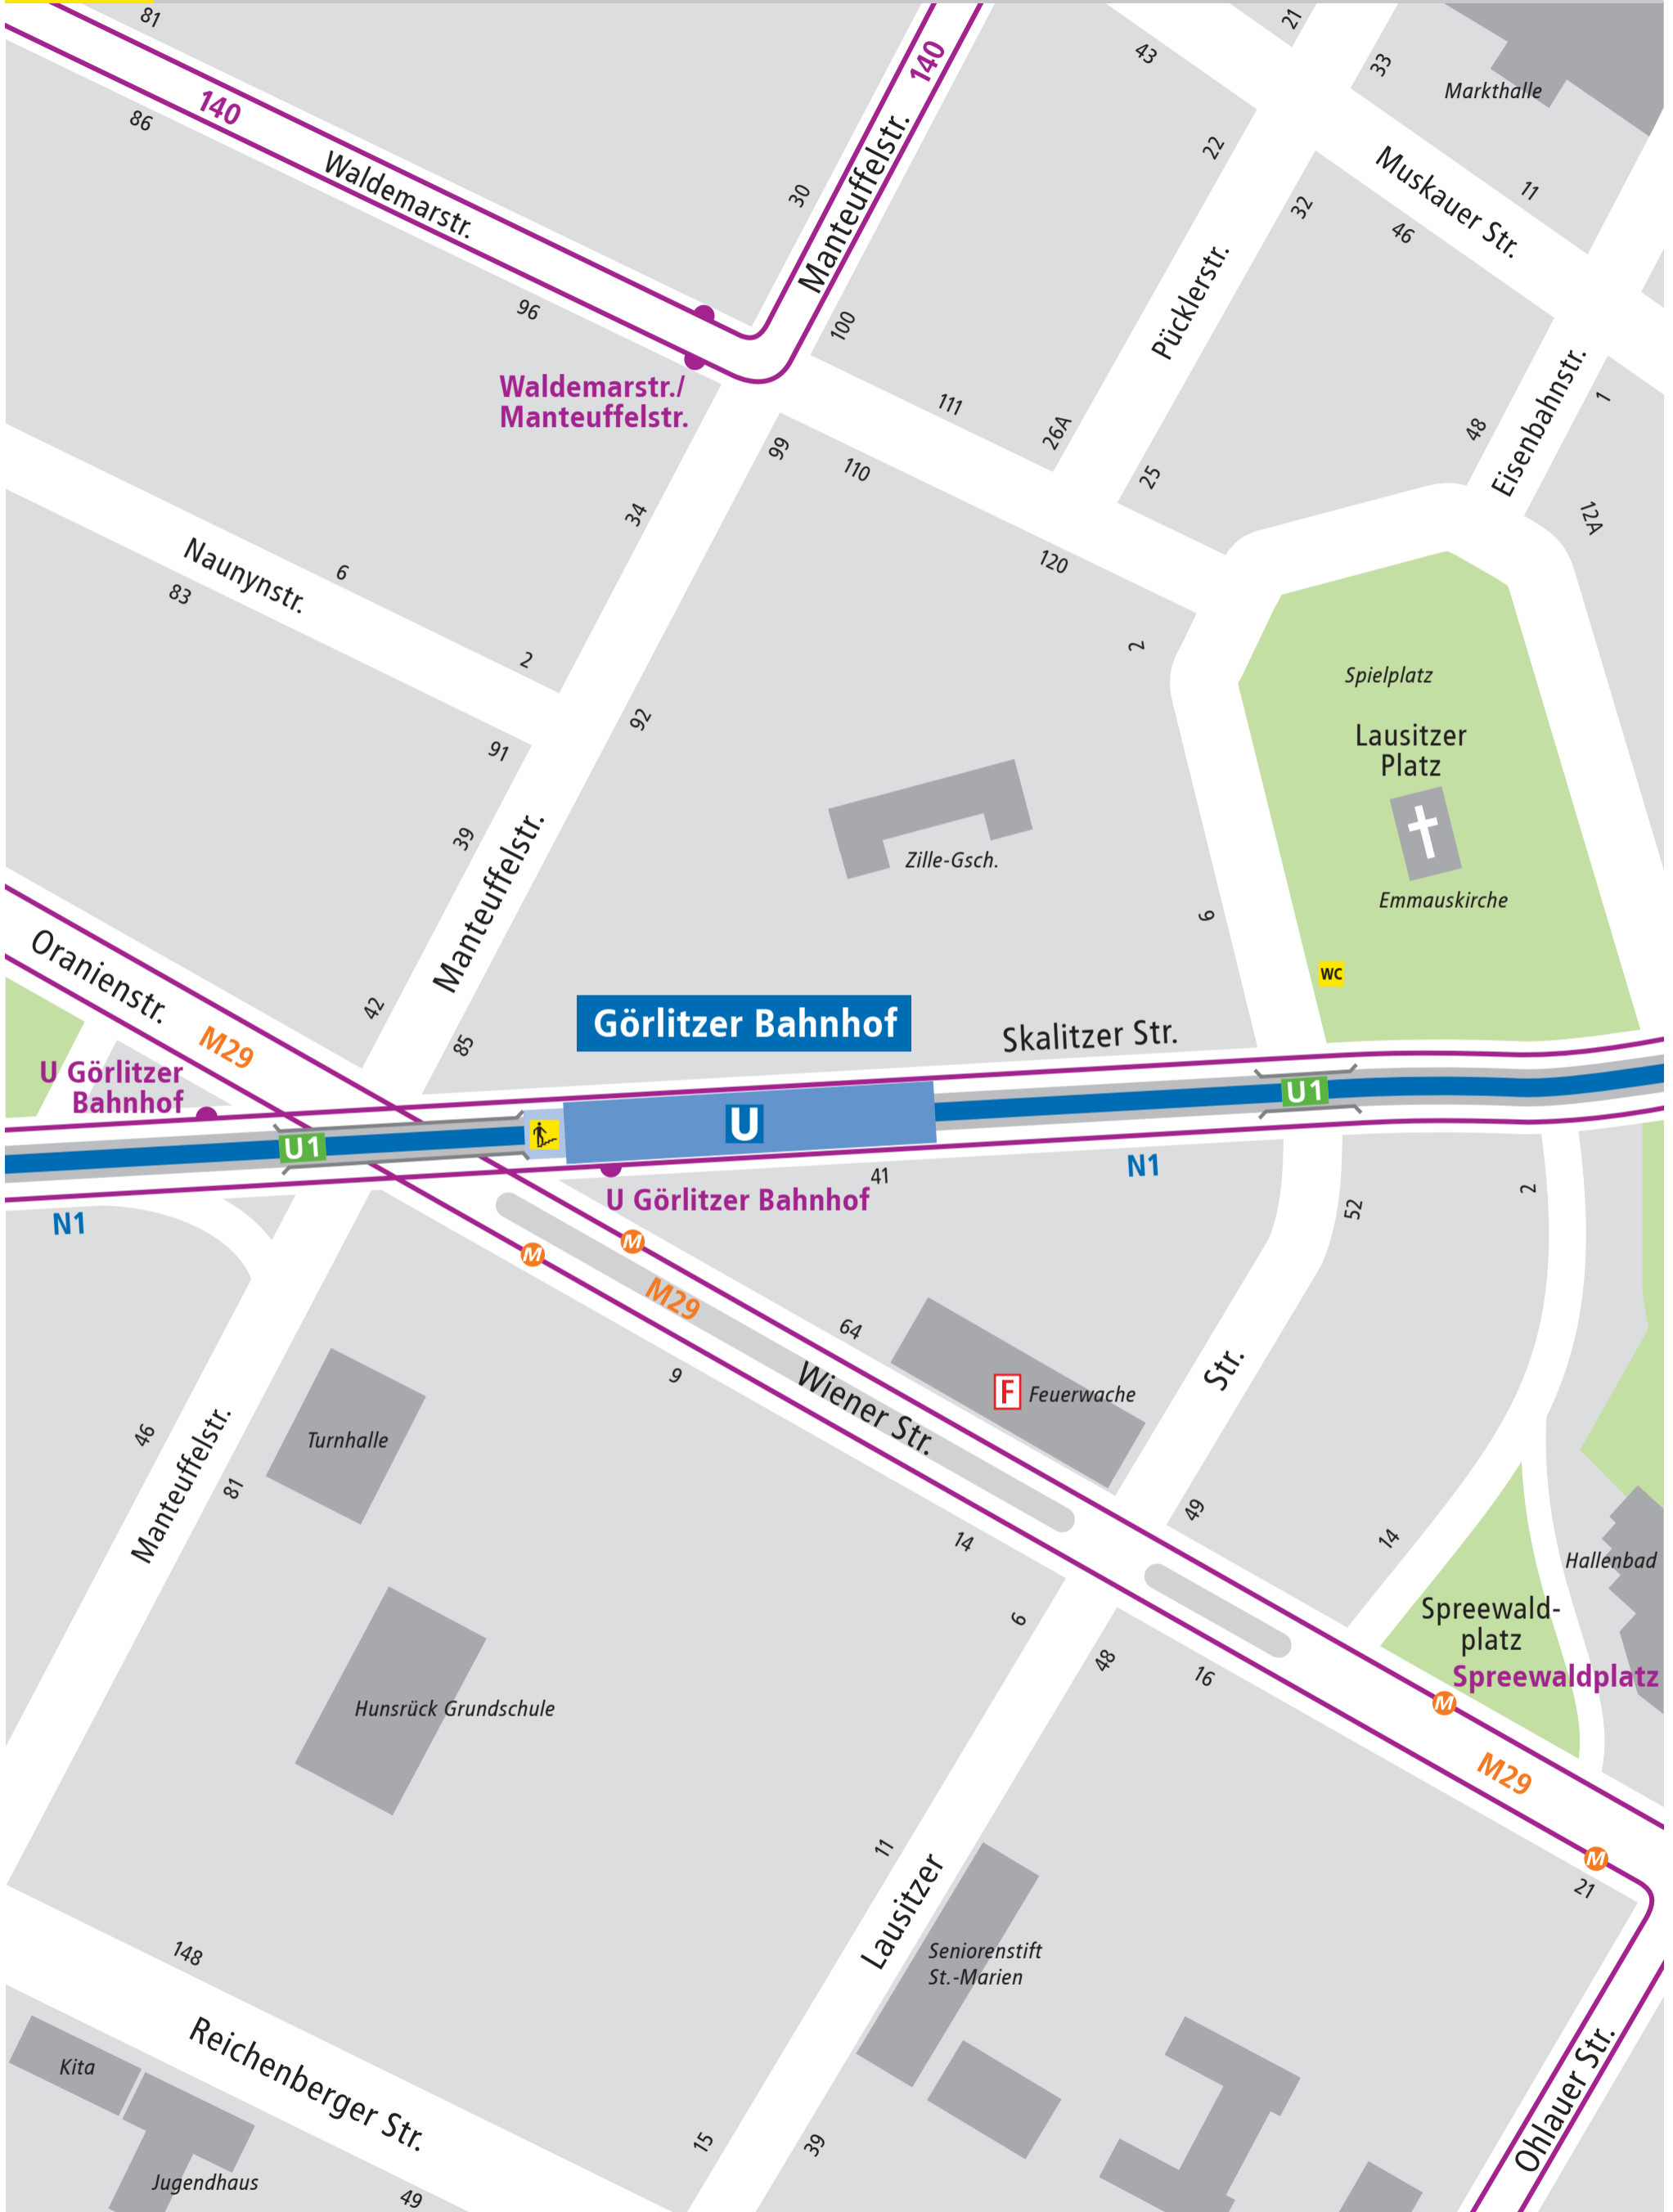 81
140
86
Waldemarstr.
96
30
Manteuffelstr.
140
100
Waldemarstr./
Manteuffelstr.
43
21
33
Markthalle
22
32
Muskauer Str.
11
46
Pücklerstr.
111
26A
25
48
Eisenbahnstr.
1
12A
99
110
120
34
Naunynstr.
6
83
2
91
92
39
Manteuffelstr.
42
85
2
Spielplatz
Lausitzer
Platz
Emmauskirche
WC
Zille-Gsch.
9
Oranienstr.
M29
U Görlitzer
Bahnhof
Görlitzer Bahnhof
Skalitzer Str.
U1
U
U1
N1
41
U Görlitzer Bahnhof
N1
52
2
M
M
M29
64
9
Wiener Str.
F
Feuerwache
Str.
49
14
14
Hallenbad
Spreewald-
platz
Spreewaldplatz
M
M29
M
21
46
Manteuffelstr.
81
Turnhalle
Hunsrück Grundschule
6
48
16
11
Lausitzer
Seniorenstift
St.-Marien
148
Reichenberger Str.
Kita
Jugendhaus
49
15
39
Ohlauer Str.